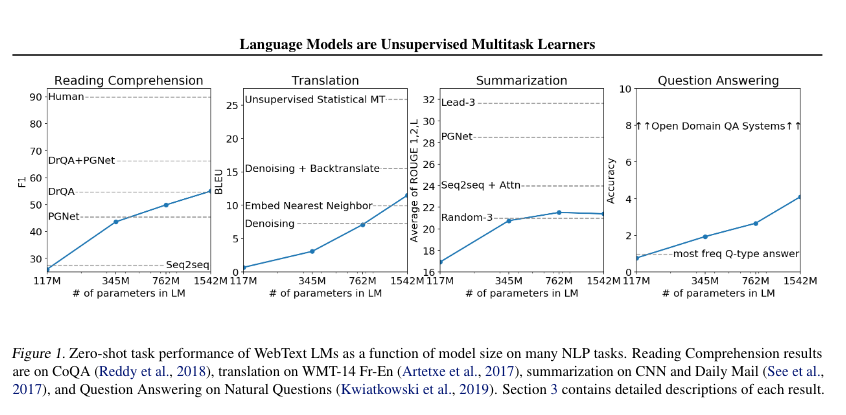 Language Models are Unsupervised Multitask Learners
Reading Comprehension
F1
90
80
70
60
50
40
30
Human
DrQA+PGNet
DrQA
PGNet
Seq2seq
117M 345M 762M 1542M
# of parameters in LM
Translation
BLEU
25
20
15
10
5
0
Unsupervised Statistical MT
Denoising + Backtranslate
Embed Nearest Neighbor
Denoising
117M 345M 762M 1542M
# of parameters in LM
Summarization
Average of ROUGE 1,2,L
32
30
28
26
24
22
20
18
16
Lead-3
PGNet
Seq2seq + Attn
Random-3
117M 345M 762M 1542M
# of parameters in LM
Question Answering
Accuracy
10
8
6
4
2
0
↑↑Open Domain QA Systems↑↑
most freq Q-type answer
117M 345M 762M 1542M
# of parameters in LM
Figure 1. Zero-shot task performance of WebText LMs as a function of model size on many NLP tasks. Reading Comprehension results
are on CoQA (Reddy et al., 2018), translation on WMT-14 Fr-En (Artetxe et al., 2017), summarization on CNN and Daily Mail (See et al.,
2017), and Question Answering on Natural Questions (Kwiatkowski et al., 2019). Section 3 contains detailed descriptions of each result.